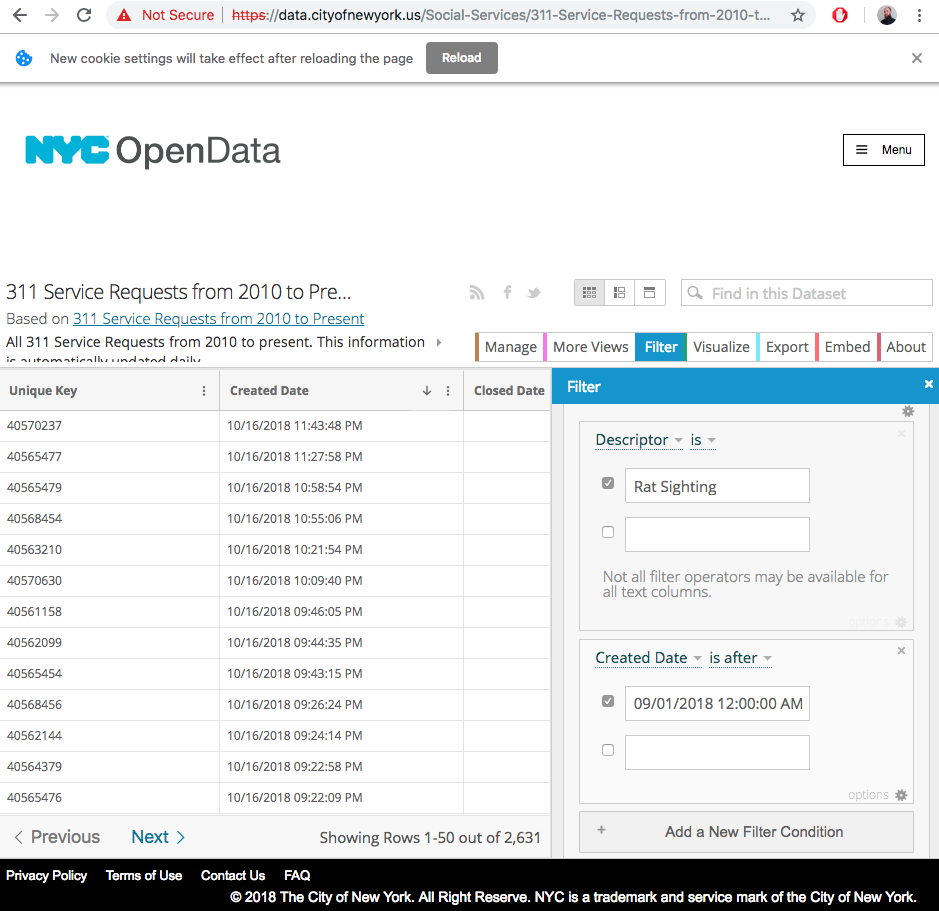 Not Secure https://data.cityofnewyork.us/Social-Services/311-Service-Requests-from-2010-t...
New cookie settings will take effect after reloading the page Reload
NYC OpenData
Menu
311 Service Requests from 2010 to Pre...
Find in this Dataset
Based on 311 Service Requests from 2010 to Present
All 311 Service Requests from 2010 to present. This information
is automatically updated daily.
Manage More Views Filter Visualize Export Embed About
Unique Key Created Date Closed Date
40570237 10/16/2018 11:43:48 PM
40565477 10/16/2018 11:27:58 PM
40565479 10/16/2018 10:58:54 PM
40568454 10/16/2018 10:55:06 PM
40563210 10/16/2018 10:21:54 PM
40570630 10/16/2018 10:09:40 PM
40561158 10/16/2018 09:46:05 PM
40562099 10/16/2018 09:44:35 PM
40565454 10/16/2018 09:43:15 PM
40568456 10/16/2018 09:26:24 PM
40562144 10/16/2018 09:24:14 PM
40564379 10/16/2018 09:22:58 PM
40565476 10/16/2018 09:22:09 PM
Previous Next Showing Rows 1-50 out of 2,631
Filter
Descriptor is
Rat Sighting
Not all filter operators may be available for
all text columns.
options
Created Date is after
09/01/2018 12:00:00 AM
options
+ Add a New Filter Condition
Privacy Policy Terms of Use Contact Us FAQ
© 2018 The City of New York. All Right Reserve. NYC is a trademark and service mark of the City of New York.